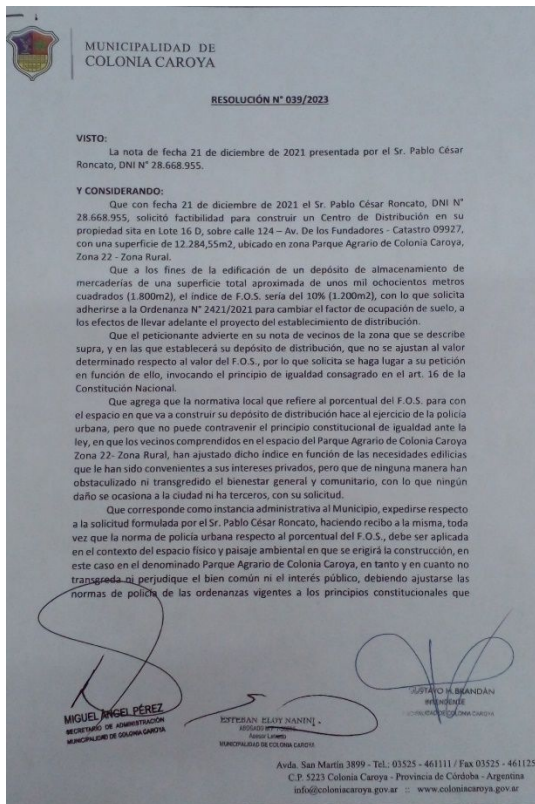 MUNICIPALIDAD DE
COLONIA CAROYA
RESOLUCIÓN N° 039/2023
VISTO:
La nota de fecha 21 de diciembre de 2021 presentada por el Sr. Pablo César
Roncato, DNI N° 28.668.955.
Y CONSIDERANDO:
Que con fecha 21 de diciembre de 2021 el Sr. Pablo César Roncato, DNI N°
28.668.955, solicitó factibilidad para construir un Centro de Distribución en su
propiedad sita en Lote 16 D, sobre calle 124 – Av. De los Fundadores - Catastro 09927,
con una superficie de 12.284,55m2, ubicado en zona Parque Agrario de Colonia Caroya,
Zona 22 - Zona Rural.
Que a los fines de la edificación de un depósito de almacenamiento de
mercaderías de una superficie total aproximada de unos mil ochocientos metros
cuadrados (1.800m2), el índice de F.O.S. sería del 10% (1.200m2), con lo que solicita
adherirse a la Ordenanza N° 2421/2021 para cambiar el factor de ocupación de suelo, a
los efectos de llevar adelante el proyecto del establecimiento de distribución.
Que el peticionante advierte en su nota de vecinos de la zona que se describe
supra, y en las que establecerá su depósito de distribución, que no se ajustan al valor
determinado respecto al valor del F.O.S., por lo que solicita se haga lugar a su petición
en función de ello, invocando el principio de igualdad consagrado en el art. 16 de la
Constitución Nacional.
Que agrega que la normativa local que refiere al porcentual del F.O.S. para con
el espacio en que va a construir su depósito de distribución hace al ejercicio de la policía
urbana, pero que no puede contravenir el principio constitucional de igualdad ante la
ley, en que los vecinos comprendidos en el espacio del Parque Agrario de Colonia Caroya
Zona 22- Zona Rural, han ajustado dicho índice en función de las necesidades edilicias
que le han sido convenientes a sus intereses privados, pero que de ninguna manera han
obstaculizado ni transgredido el bienestar general y comunitario, con lo que ningún
daño se ocasiona a la ciudad ni ha terceros, con su solicitud.
Que corresponde como instancia administrativa al Municipio, expedirse respecto
a la solicitud formulada por el Sr. Pablo César Roncato, haciendo recibo a la misma, toda
vez que la norma de policía urbana respecto al porcentual del F.O.S., debe ser aplicada
en el contexto del espacio físico y paisaje ambiental en que se erigirá la construcción, en
este caso en el denominado Parque Agrario de Colonia Caroya, en tanto y en cuanto no
transgreda ni perjudique el bien común ni el interés público, debiendo ajustarse las
normas de policía de las ordenanzas vigentes a los principios constitucionales que
MIGUEL ÁNGEL PÉREZ
SECRETARIO DE ADMINISTRACIÓN
MUNICIPALIDAD DE COLONIA CAROYA
ESTEBAN ELOY NANINI
ABOGADO
Asesor Letrado
MUNICIPALIDAD DE COLONIA CAROYA
GUSTAVO H. BRANDÁN
INTENDENTE
MUNICIPALIDAD DE COLONIA CAROYA
Avda. San Martín 3899 - Tel.: 03525 - 461111 / Fax 03525 - 461125
C.P. 5223 Colonia Caroya - Provincia de Córdoba - Argentina
info@coloniacaroya.gov.ar :: www.coloniacaroya.gov.ar